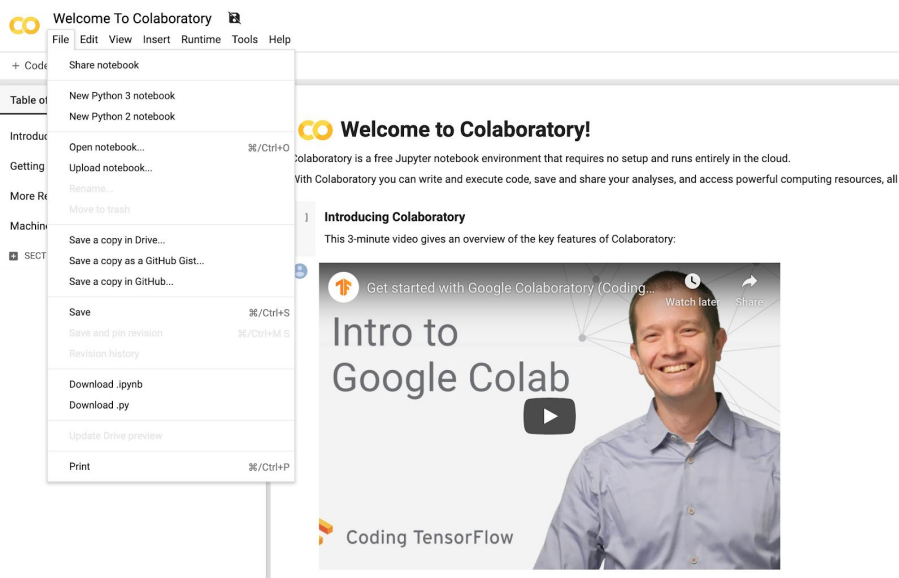 Welcome To Colaboratory
File Edit View Insert Runtime Tools Help
+ Code
Share notebook
New Python 3 notebook
New Python 2 notebook
Open notebook... ⌘/Ctrl+O
Upload notebook...
Rename...
Move to trash
Save a copy in Drive...
Save a copy as a GitHub Gist...
Save a copy in GitHub...
Save ⌘/Ctrl+S
Save and pin revision ⌘/Ctrl+M S
Revision history
Download .ipynb
Download .py
Update Drive preview
Print ⌘/Ctrl+P
Table of
Introduc
Getting
More Re
Machin
SECT
CO Welcome to Colaboratory!
Colaboratory is a free Jupyter notebook environment that requires no setup and runs entirely in the cloud.
With Colaboratory you can write and execute code, save and share your analyses, and access powerful computing resources, all
]
Introducing Colaboratory
This 3-minute video gives an overview of the key features of Colaboratory:
Get started with Google Colaboratory (Coding...
Watch later
Share
Intro to
Google Colab
Coding TensorFlow